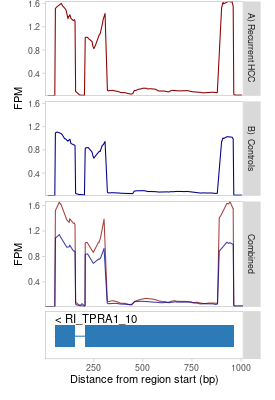 1.6
1.2
0.8
0.4
FPM
A) Recurrent HCC
1.6
1.2
0.8
0.4
B) Controls
1.6
1.2
0.8
0.4
FPM
Combined
< RI_TPRA1_10
250 500 750 1000
Distance from region start (bp)